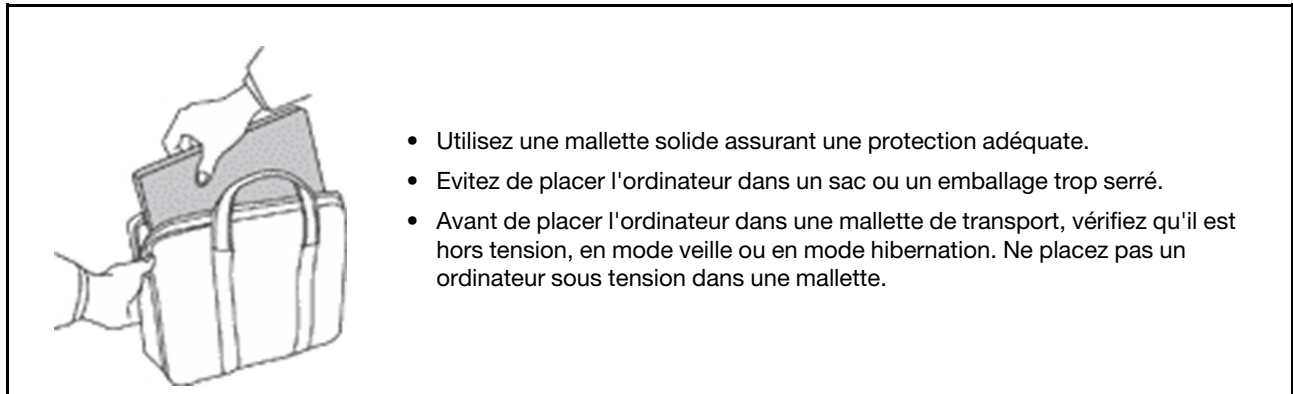 • Utilisez une mallette solide assurant une protection adéquate.
• Evitez de placer l'ordinateur dans un sac ou un emballage trop serré.
• Avant de placer l'ordinateur dans une mallette de transport, vérifiez qu'il est
hors tension, en mode veille ou en mode hibernation. Ne placez pas un
ordinateur sous tension dans une mallette.